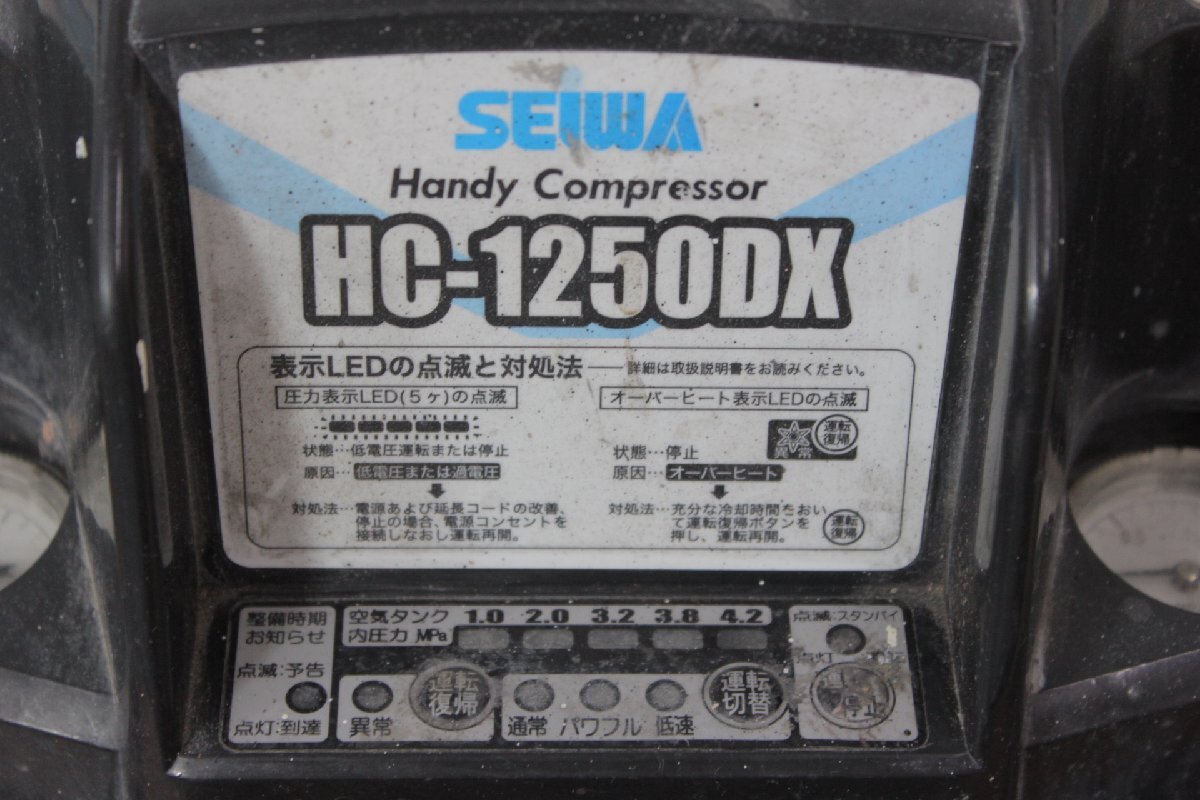 SEIWA
Handy Compressor
HC-1250DX
表示LEDの点滅と対処法
詳細は取扱説明書をお読みください。
圧力表示LED(5ヶ)の点滅
状態…低電圧運転または停止
原因…低電圧または過電圧
対処法…電源および延長コードの改善、
停止の場合、電源コンセントを
接続しなおし運転再開。
オーバーヒート表示LEDの点滅
異常
運転
復帰
状態…停止
原因…オーバーヒート
対処法…充分な冷却時間をおい
て運転復帰ボタンを
押し、運転再開。
運転
復帰
整備時期
お知らせ
点滅:予告
点灯:到達
空気タンク
内圧力 MPa
1.0 2.0 3.2 3.8 4.2
異常
運転
復帰
通常 パワフル 低速
運転
切替
点滅:スタンバイ
点灯
運
停止